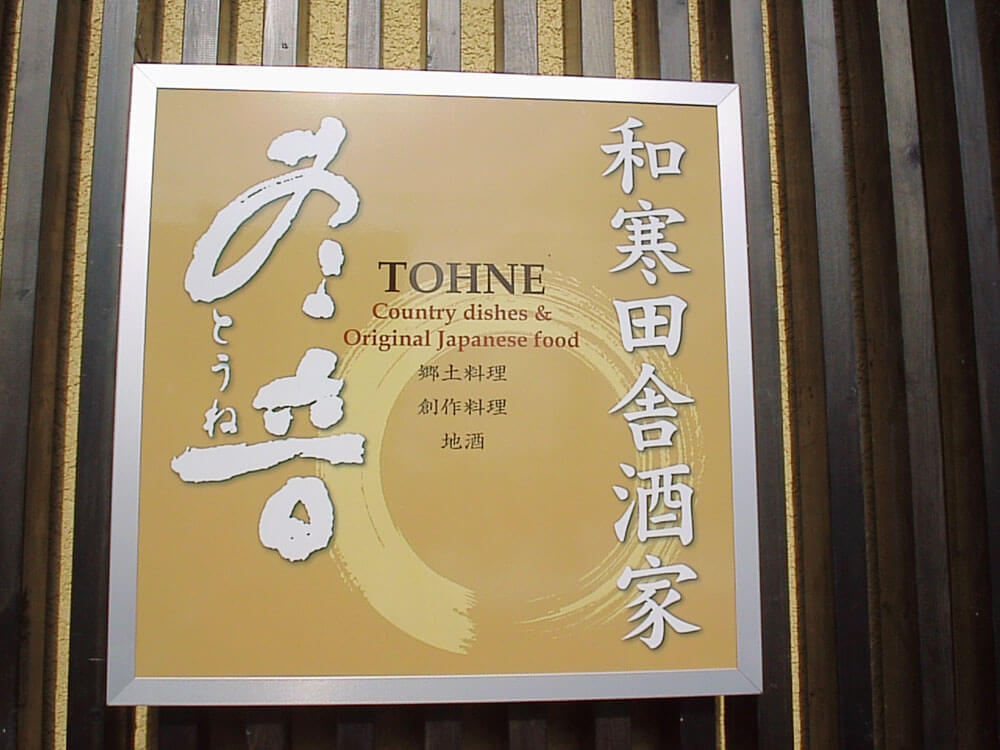 和寒田舎酒家
冬音
とうね
TOHNE
Country dishes &
Original Japanese food
郷土料理
創作料理
地酒